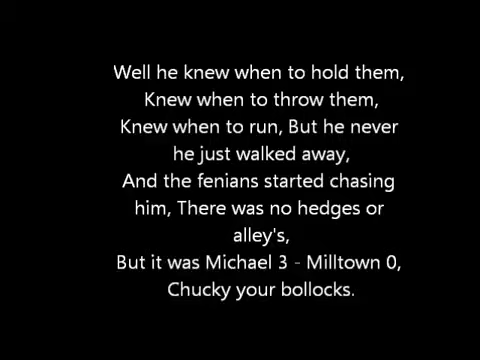 Well he knew when to hold them,
Knew when to throw them,
Knew when to run, But he never
he just walked away,
And the fenians started chasing
him, There was no hedges or
alley's,
But it was Michael 3 - Milltown 0,
Chucky your bollocks.